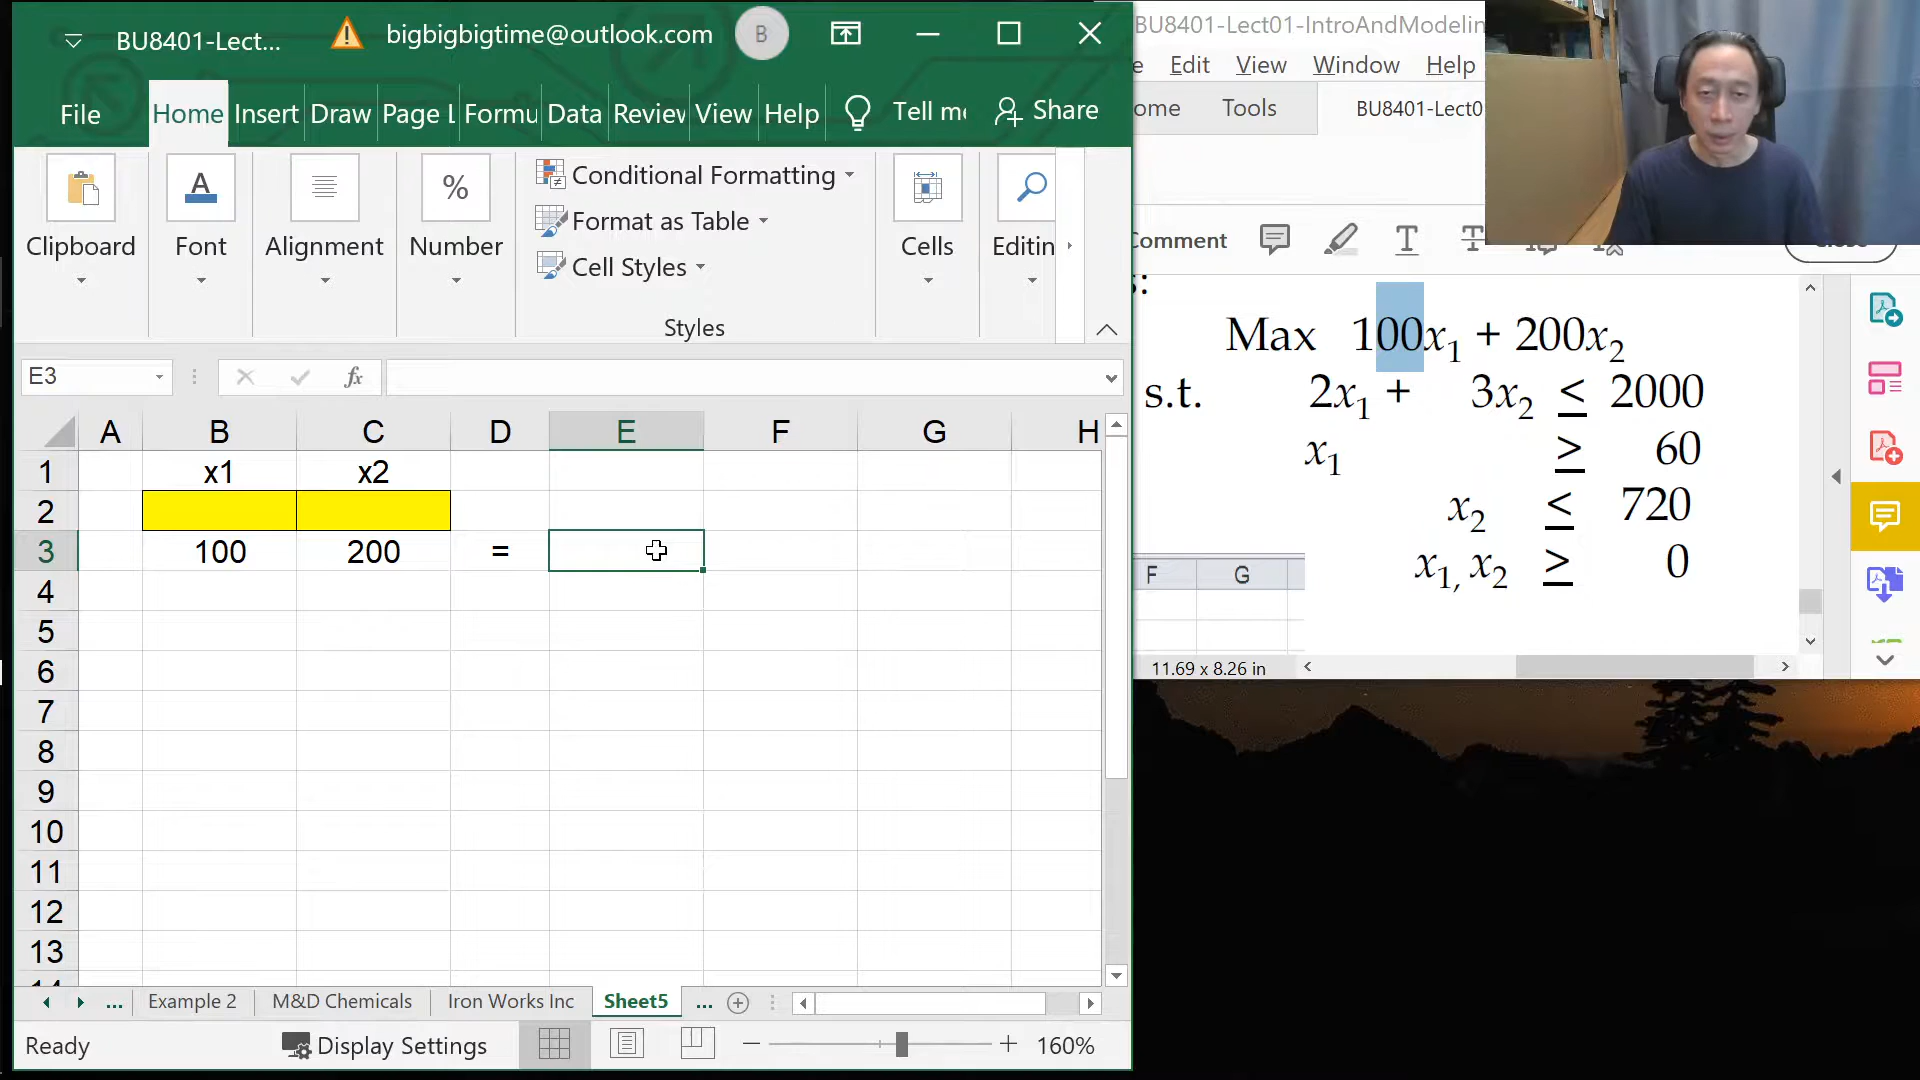 BU8401-Lect...
bigbigbigtime@outlook.com
B
File
Home
Insert
Draw
Page L
Formu
Data
Review
View
Help
Tell me
Share
Clipboard
Font
Alignment
Number
Conditional Formatting
Format as Table
Cell Styles
Styles
Cells
Editin
E3
fx
A B C D E F G H
1 x1 x2
2
3 100 200 =
4
5
6
7
8
9
10
11
12
13
14
... Example 2 M&D Chemicals Iron Works Inc Sheet5 ...
Ready
Display Settings
160%
BU8401-Lect01-IntroAndModelin
e Edit View Window Help
ome Tools BU8401-Lect0
omment
s:
Max 100x1 + 200x2
s.t. 2x1 + 3x2 ≤ 2000
x1 ≥ 60
x2 ≤ 720
x1, x2 ≥ 0
F G
11.69 x 8.26 in